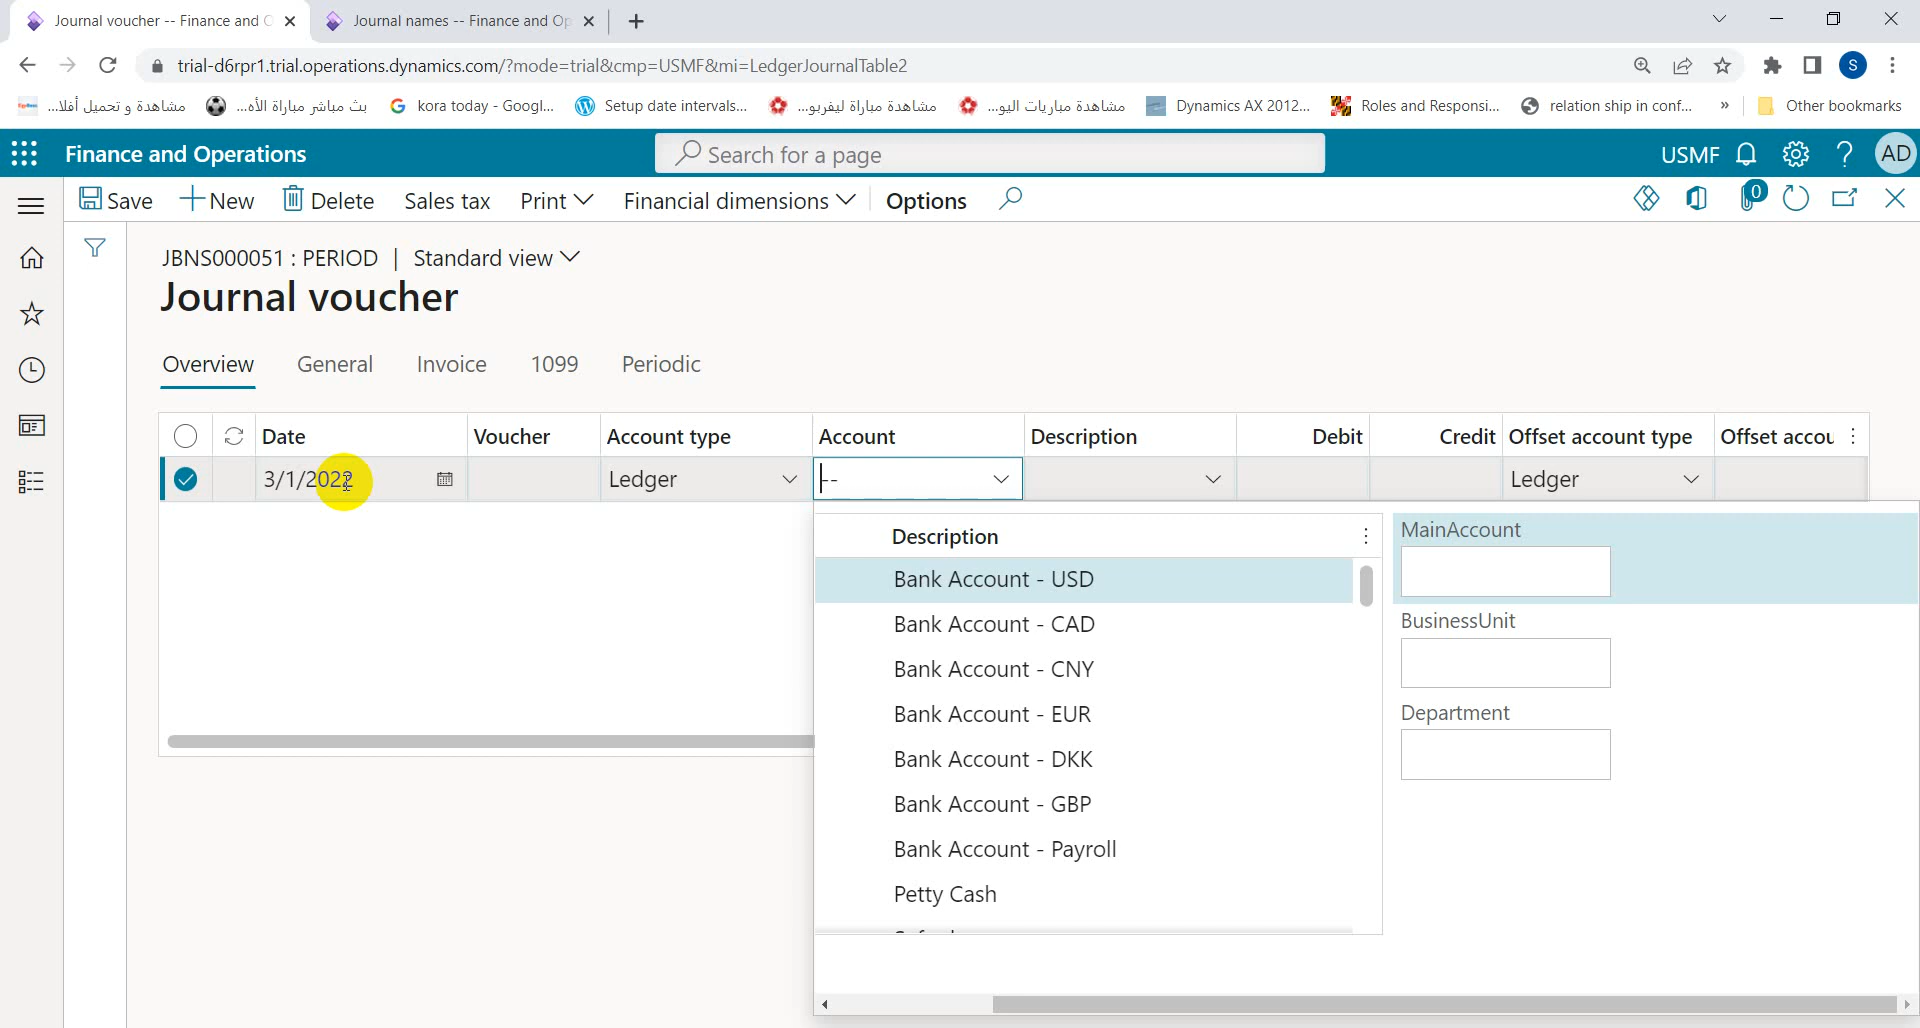 Journal voucher -- Finance and O
Journal names -- Finance and Op
trial-d6rpr1.trial.operations.dynamics.com/?mode=trial&cmp=USMF&mi=LedgerJournalTable2
S
مشاهدة و تحميل أفلا...
بث مباشر مباراة الأه...
kora today - Googl...
Setup date intervals...
مشاهدة مباراة ليفربو...
مشاهدة مباريات اليو...
Dynamics AX 2012...
Roles and Responsi...
relation ship in conf...
»
Other bookmarks
Finance and Operations
Search for a page
USMF
AD
Save
New
Delete
Sales tax
Print
Financial dimensions
Options
0
JBNS000051 : PERIOD | Standard view
Journal voucher
Overview
General
Invoice
1099
Periodic
Date
Voucher
Account type
Account
Description
Debit
Credit
Offset account type
Offset accou
3/1/2022
Ledger
--
Ledger
Description
Bank Account - USD
Bank Account - CAD
Bank Account - CNY
Bank Account - EUR
Bank Account - DKK
Bank Account - GBP
Bank Account - Payroll
Petty Cash
MainAccount
BusinessUnit
Department